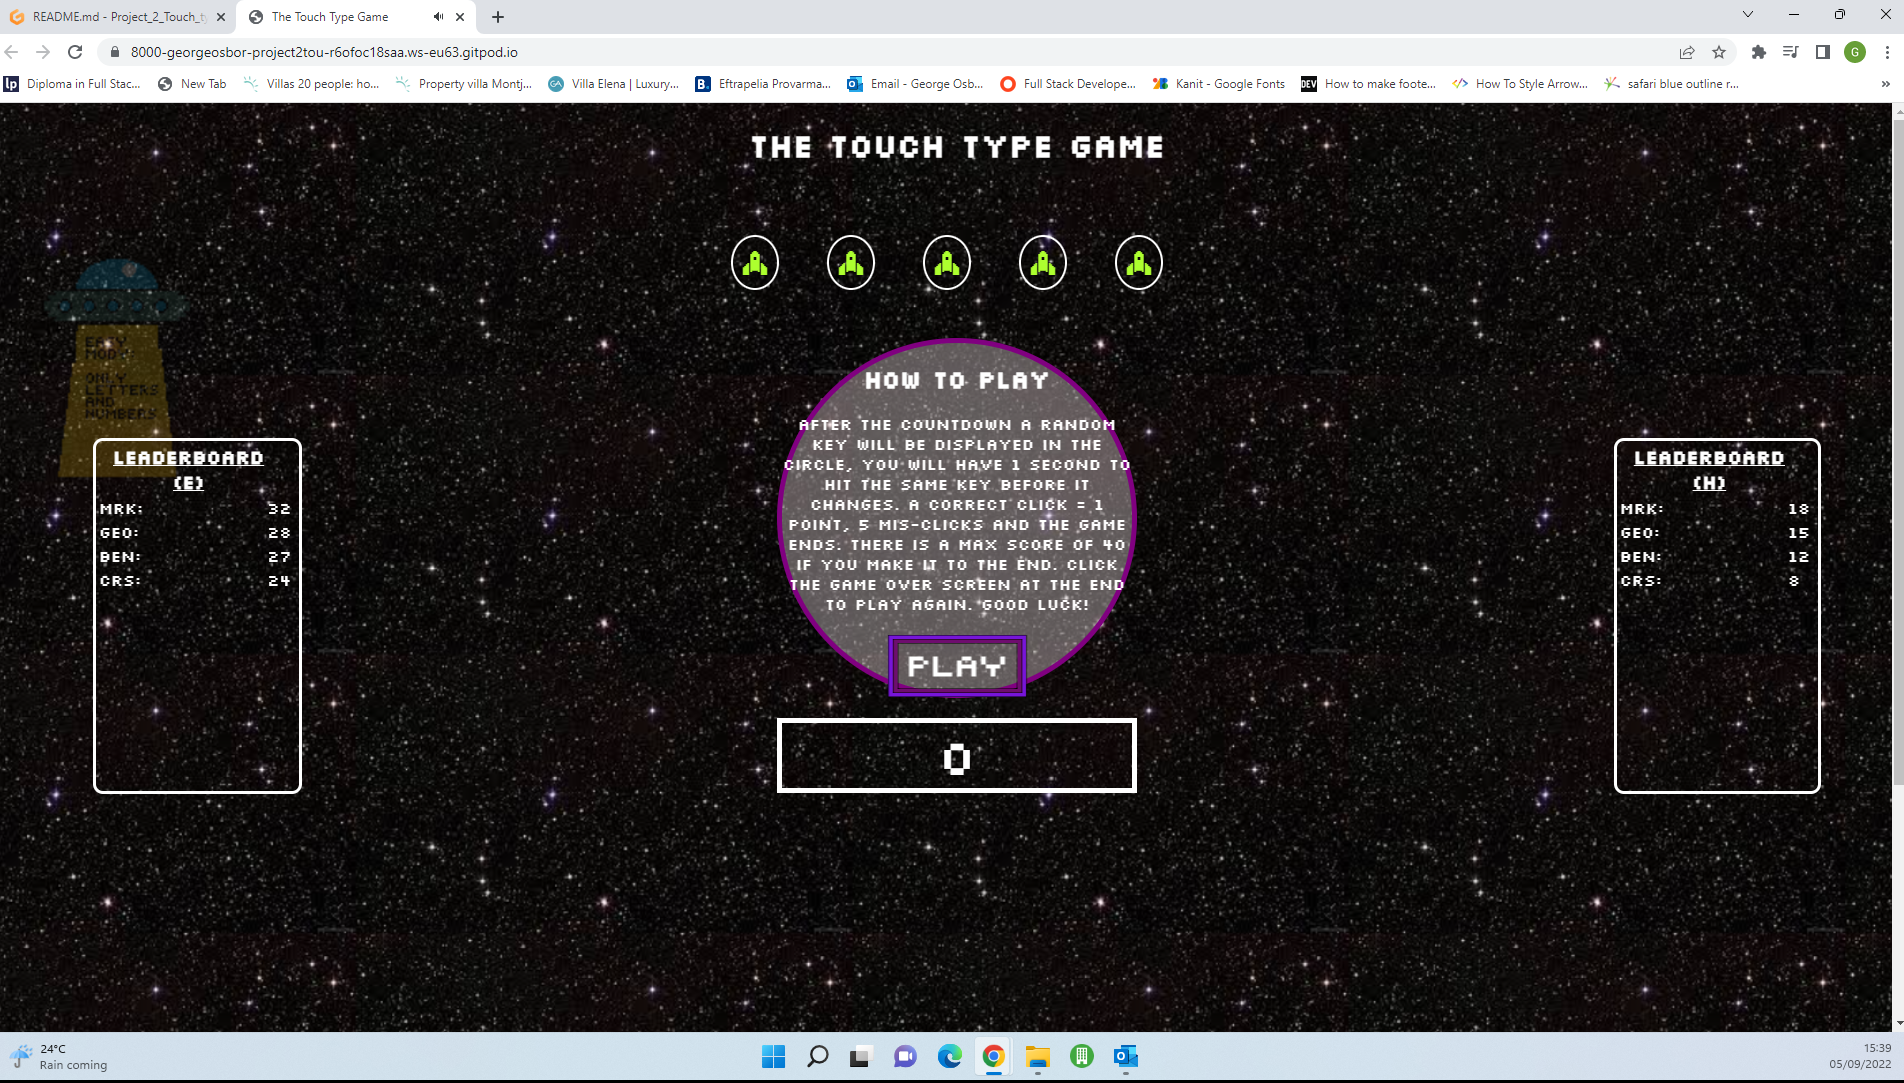 README.md - Project_2_Touch_ty
The Touch Type Game
8000-georgeosbor-project2tou-r6ofoc18saa.ws-eu63.gitpod.io
G
lp Diploma in Full Stac...
New Tab
Villas 20 people: ho...
Property villa Montj...
GA Villa Elena | Luxury...
B. Eftrapelia Provarma...
Email - George Osb...
Full Stack Develope...
Kanit - Google Fonts
DEV How to make foote...
How To Style Arrow...
safari blue outline r...
THE TOUCH TYPE GAME
EASY
MODE
ONLY
LETTERS
AND
NUMBERS
HOW TO PLAY
AFTER THE COUNTDOWN A RANDOM
KEY WILL BE DISPLAYED IN THE
CIRCLE, YOU WILL HAVE 1 SECOND TO
HIT THE SAME KEY BEFORE IT
CHANGES. A CORRECT CLICK = 1
POINT, 5 MIS-CLICKS AND THE GAME
ENDS. THERE IS A MAX SCORE OF 40
IF YOU MAKE IT TO THE END. CLICK
THE GAME OVER SCREEN AT THE END
TO PLAY AGAIN. GOOD LUCK!
PLAY
0
LEADERBOARD
(E)
MRK: 32
GEO: 28
BEN: 27
CRS: 24
LEADERBOARD
(H)
MRK: 18
GEO: 15
BEN: 12
CRS: 8
24°C
Rain coming
15:39
05/09/2022